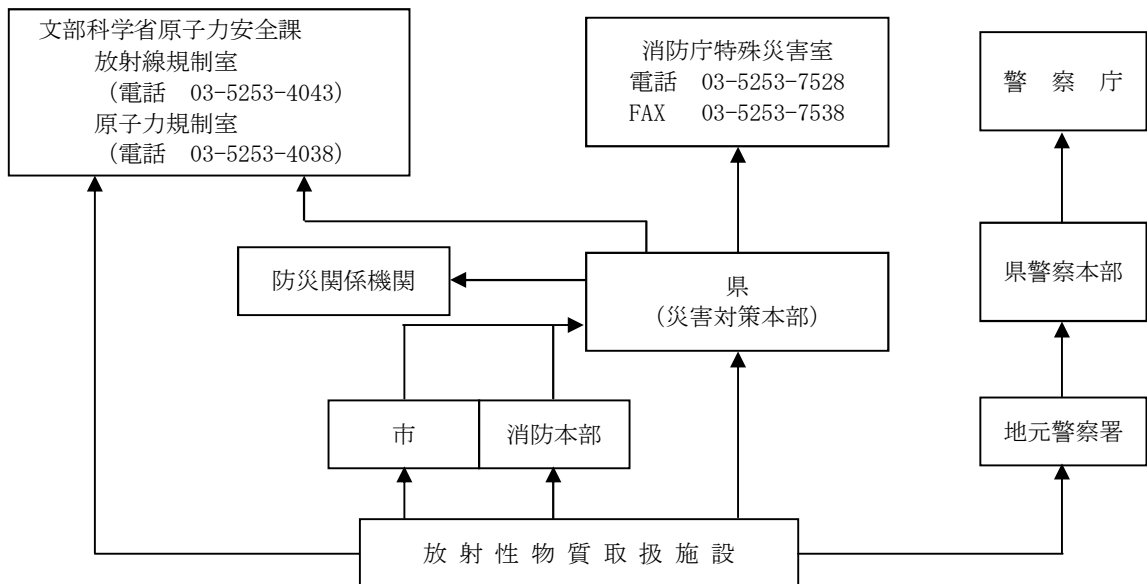 文部科学省原子力安全課
放射線規制室
(電話 03-5253-4043)
原子力規制室
(電話 03-5253-4038)
消防庁特殊災害室
電話 03-5253-7528
FAX 03-5253-7538
警察庁
防災関係機関
県
(災害対策本部)
県警察本部
市
消防本部
地元警察署
放射性物質取扱施設